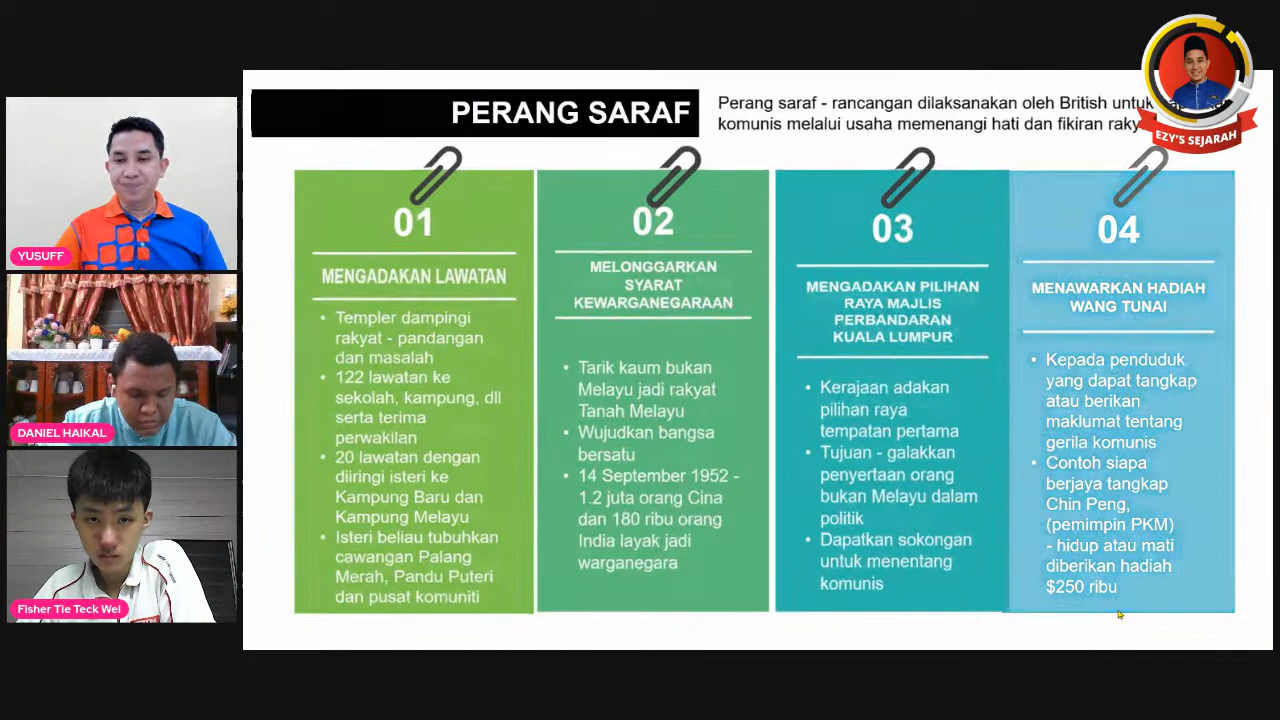 PERANG SARAF
Perang saraf - rancangan dilaksanakan oleh British untuk
komunis melalui usaha memenangi hati dan fikiran
EZY'S SEJARAH
YUSUFF
DANIEL HAIKAL
Fisher Tie Teck Wei
01
MENGADAKAN LAWATAN
• Templer dampingi
rakyat - pandangan
dan masalah
• 122 lawatan ke
sekolah, kampung, dll
serta terima
perwakilan
• 20 lawatan dengan
diiringi isteri ke
Kampung Baru dan
Kampung Melayu
• Isteri beliau tubuhkan
cawangan Palang
Merah, Pandu Puteri
dan pusat komuniti
02
MELONGGARKAN
SYARAT
KEWARGANEGARAAN
• Tarik kaum bukan
Melayu jadi rakyat
Tanah Melayu
• Wujudkan bangsa
bersatu
• 14 September 1952 -
1.2 juta orang Cina
dan 180 ribu orang
India layak jadi
warganegara
03
MENGADAKAN PILIHAN
RAYA MAJLIS
PERBANDARAN
KUALA LUMPUR
• Kerajaan adakan
pilihan raya
tempatan pertama
• Tujuan - galakkan
penyertaan orang
bukan Melayu dalam
politik
• Dapatkan sokongan
untuk menentang
komunis
04
MENAWARKAN HADIAH
WANG TUNAI
• Kepada penduduk
yang dapat tangkap
atau berikan
maklumat tentang
gerila komunis
• Contoh siapa
berjaya tangkap
Chin Peng,
(pemimpin PKM)
- hidup atau mati
diberikan hadiah
$250 ribu